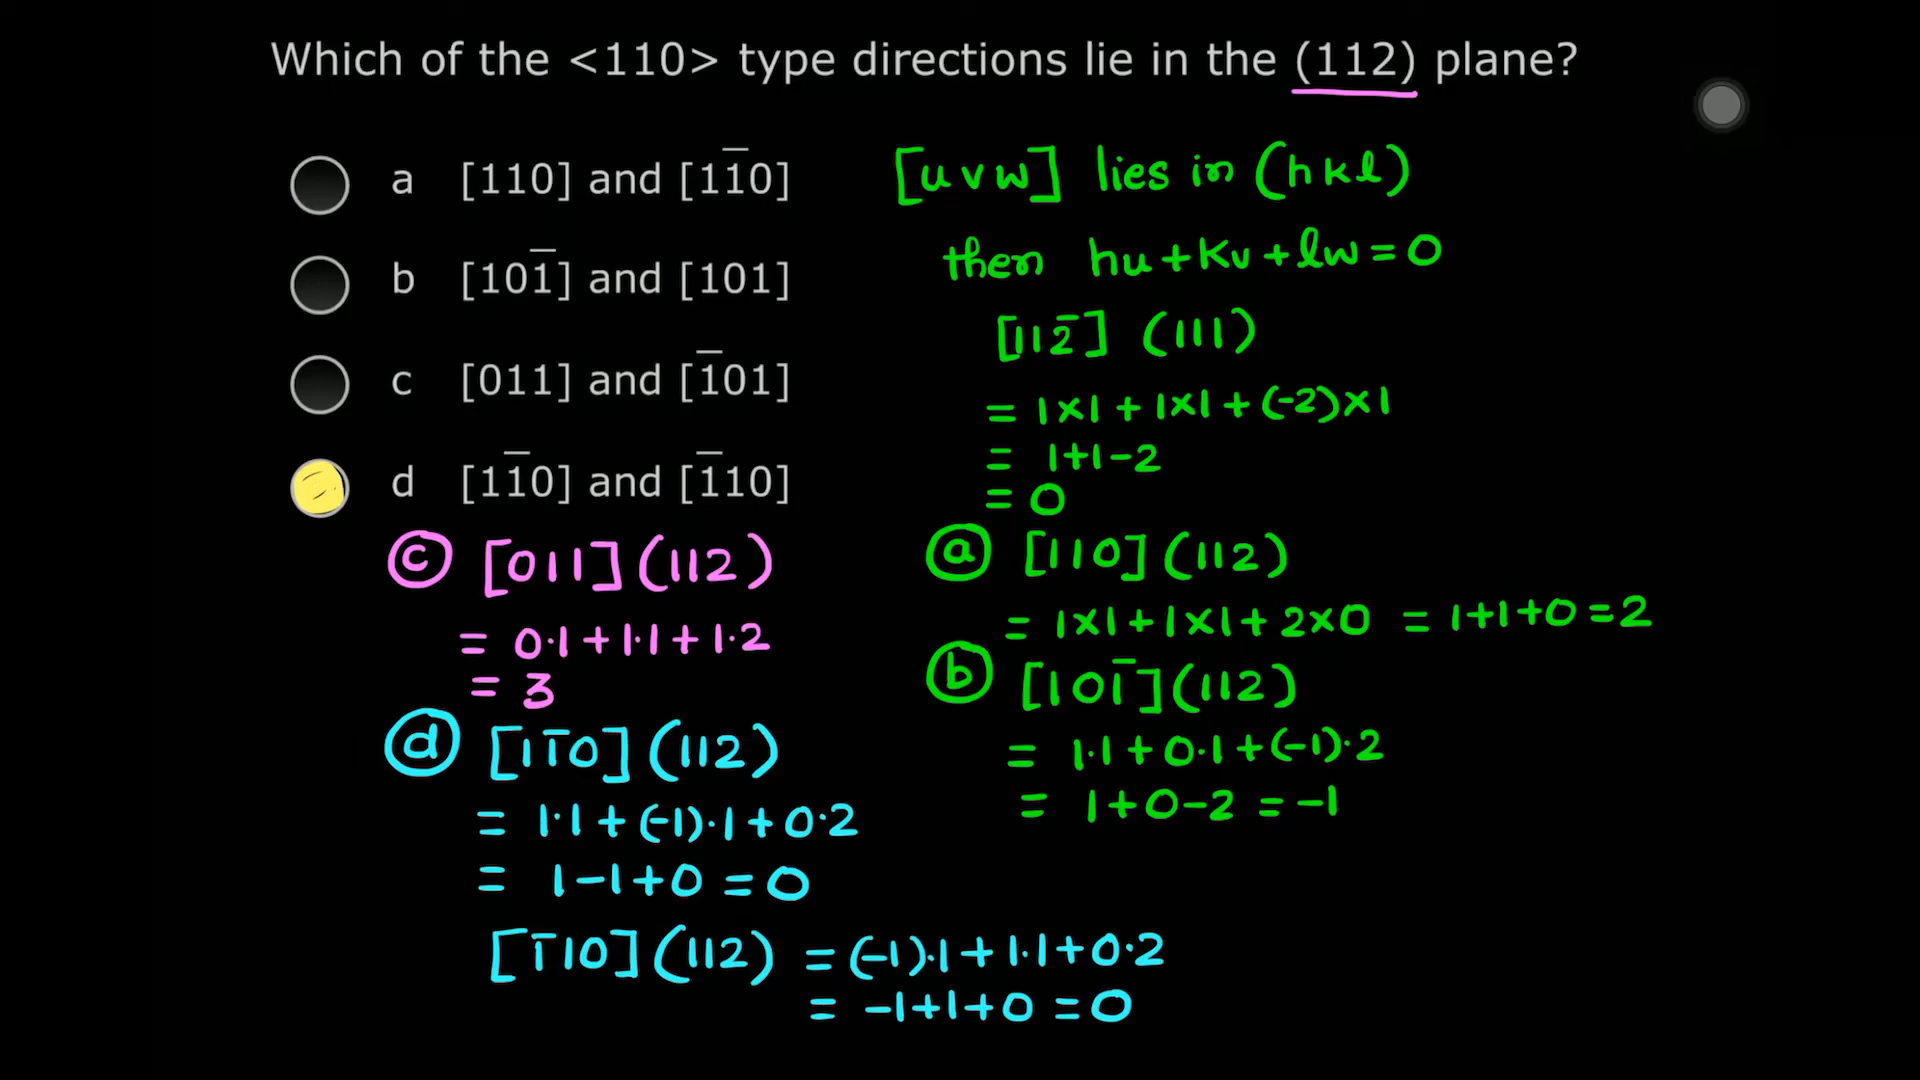 Which of the <110> type directions lie in the (112) plane?
a [110] and [11̅0]
b [101̅] and [101]
c [011] and [1̅01]
d [11̅0] and [1̅10]
[u v w] lies in (h k l)
then hu + kv + lw = 0
[112̅] (111)
= 1×1 + 1×1 + (-2)×1
= 1+1-2
= 0
ⓐ [110] (112)
= 1×1 + 1×1 + 2×0 = 1+1+0 = 2
ⓑ [101̅] (112)
= 1·1 + 0·1 + (-1)·2
= 1+0-2 = -1
ⓒ [011] (112)
= 0·1 + 1·1 + 1·2
= 3
ⓓ [11̅0] (112)
= 1·1 + (-1)·1 + 0·2
= 1-1+0 = 0
[1̅10] (112) = (-1)·1 + 1·1 + 0·2
= -1+1+0 = 0